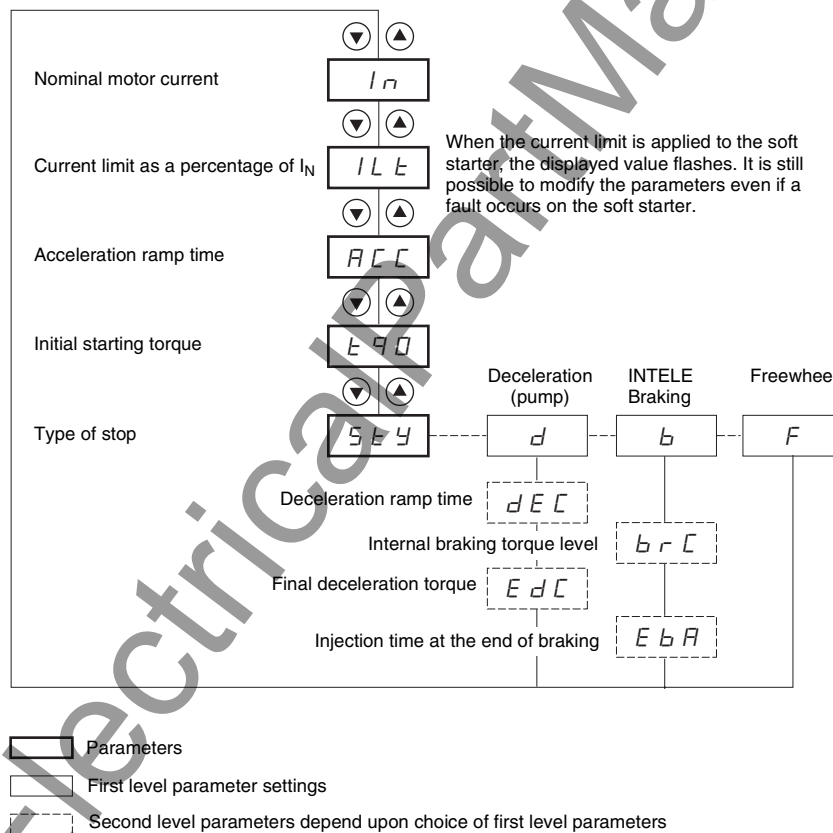 Nominal motor current
In
Current limit as a percentage of IN
ILt
When the current limit is applied to the soft
starter, the displayed value flashes. It is still
possible to modify the parameters even if a
fault occurs on the soft starter.
Acceleration ramp time
ACC
Initial starting torque
tq0
Deceleration
(pump)
INTELE
Braking
Freewhee
Type of stop
StY
d
b
F
Deceleration ramp time
dEC
Internal braking torque level
brC
Final deceleration torque
EdC
Injection time at the end of braking
EbA
Parameters
First level parameter settings
Second level parameters depend upon choice of first level parameters
ElectricalPartMa